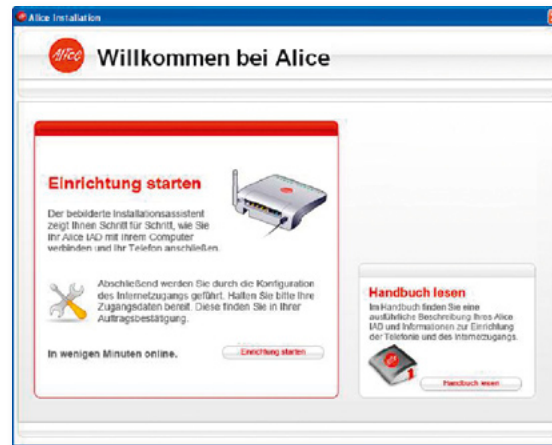 Alice Installation
Alice
Willkommen bei Alice
Einrichtung starten
Der bebilderte Installationsassistent
zeigt Ihnen Schritt für Schritt, wie Sie
Ihr Alice IAD mit Ihrem Computer
verbinden und Ihr Telefon anschließen.
Abschließend werden Sie durch die Konfiguration
des Internetzugangs geführt. Halten Sie bitte Ihre
Zugangsdaten bereit. Diese finden Sie in Ihrer
Auftragsbestätigung.
In wenigen Minuten online.
Einrichtung starten
Handbuch lesen
Im Handbuch finden Sie eine
ausführliche Beschreibung Ihres Alice
IAD und Informationen zur Einrichtung
der Telefonie und des Internetzugangs.
Handbuch lesen